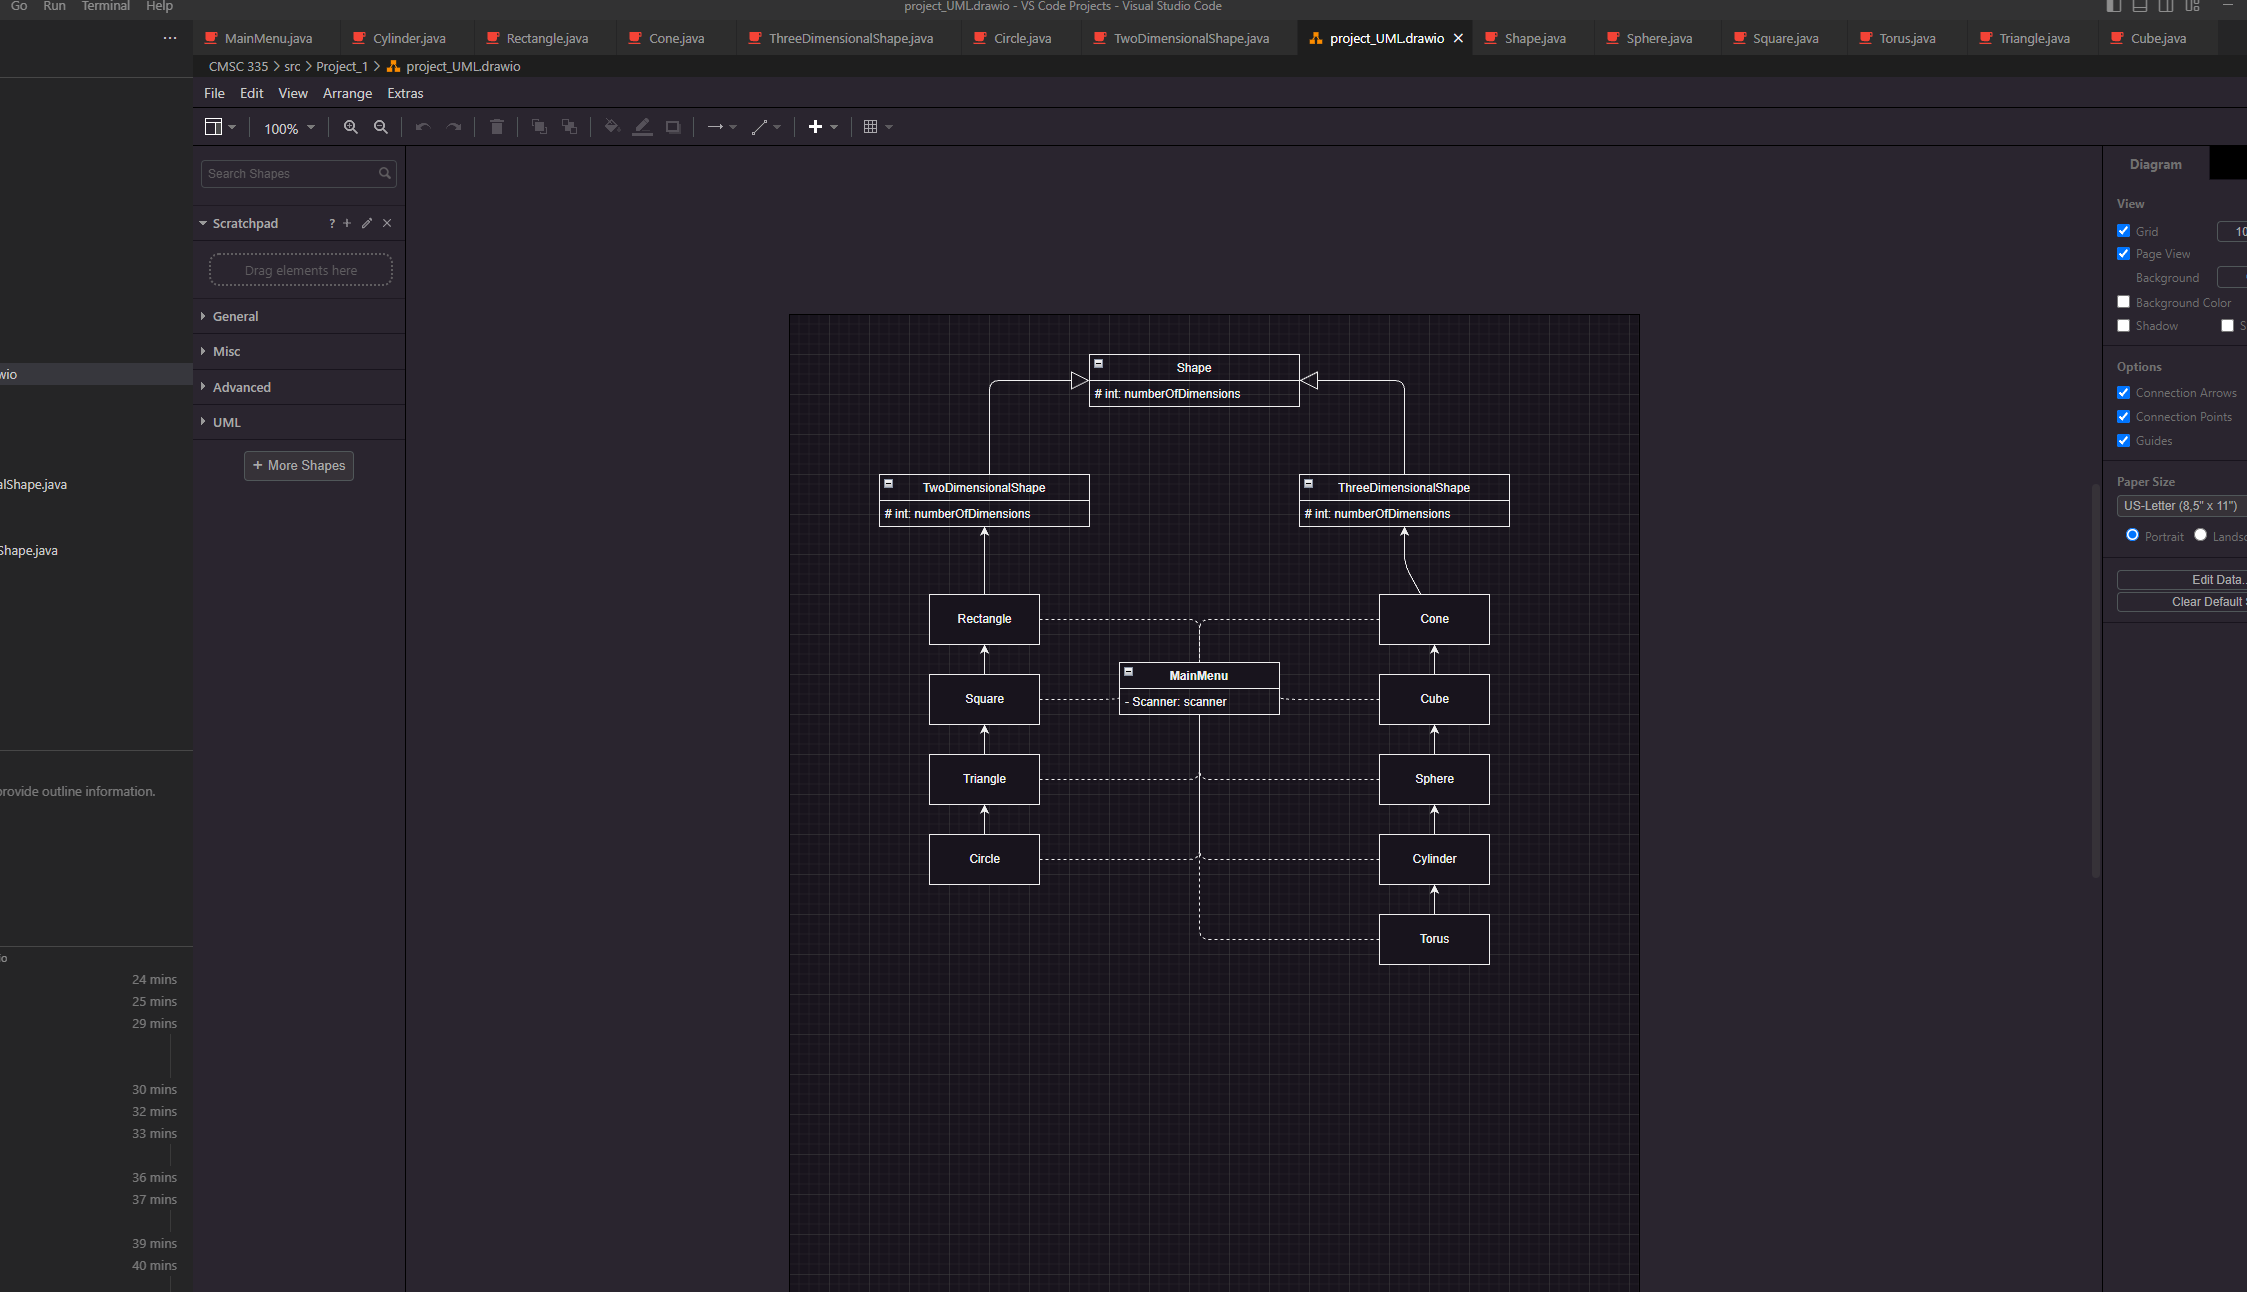 Go Run Terminal Help project_UML.drawio - VS Code Projects - Visual Studio Code
MainMenu.java Cylinder.java Rectangle.java Cone.java ThreeDimensionalShape.java Circle.java TwoDimensionalShape.java project_UML.drawio Shape.java Sphere.java Square.java Torus.java Triangle.java Cube.java
CMSC 335 > src > Project_1 > project_UML.drawio
File Edit View Arrange Extras
100%
Search Shapes
Scratchpad ? +
Drag elements here
General
Misc
Advanced
UML
+ More Shapes
wio
alShape.java
Shape.java
provide outline information.
io
24 mins
25 mins
29 mins
30 mins
32 mins
33 mins
36 mins
37 mins
39 mins
40 mins
Shape
# int: numberOfDimensions
TwoDimensionalShape
# int: numberOfDimensions
ThreeDimensionalShape
# int: numberOfDimensions
Rectangle
Cone
MainMenu
- Scanner: scanner
Square
Cube
Triangle
Sphere
Circle
Cylinder
Torus
Diagram
View
Grid 10
Page View
Background
Background Color
Shadow S
Options
Connection Arrows
Connection Points
Guides
Paper Size
US-Letter (8,5" x 11")
Portrait Landsc
Edit Data..
Clear Default